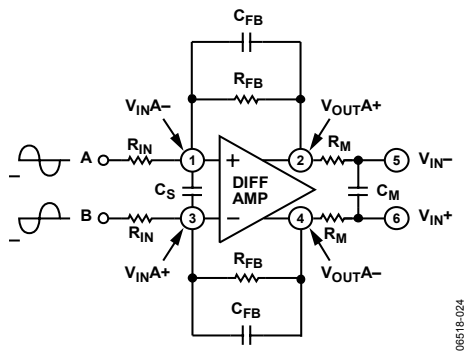 CFB
RFB
VINA–
VOUTA+
RIN
RM
A
1
+
2
5
VIN–
CS
DIFF
AMP
CM
B
3
–
4
6
VIN+
RIN
RM
VINA+
RFB
VOUTA–
CFB
06518-024